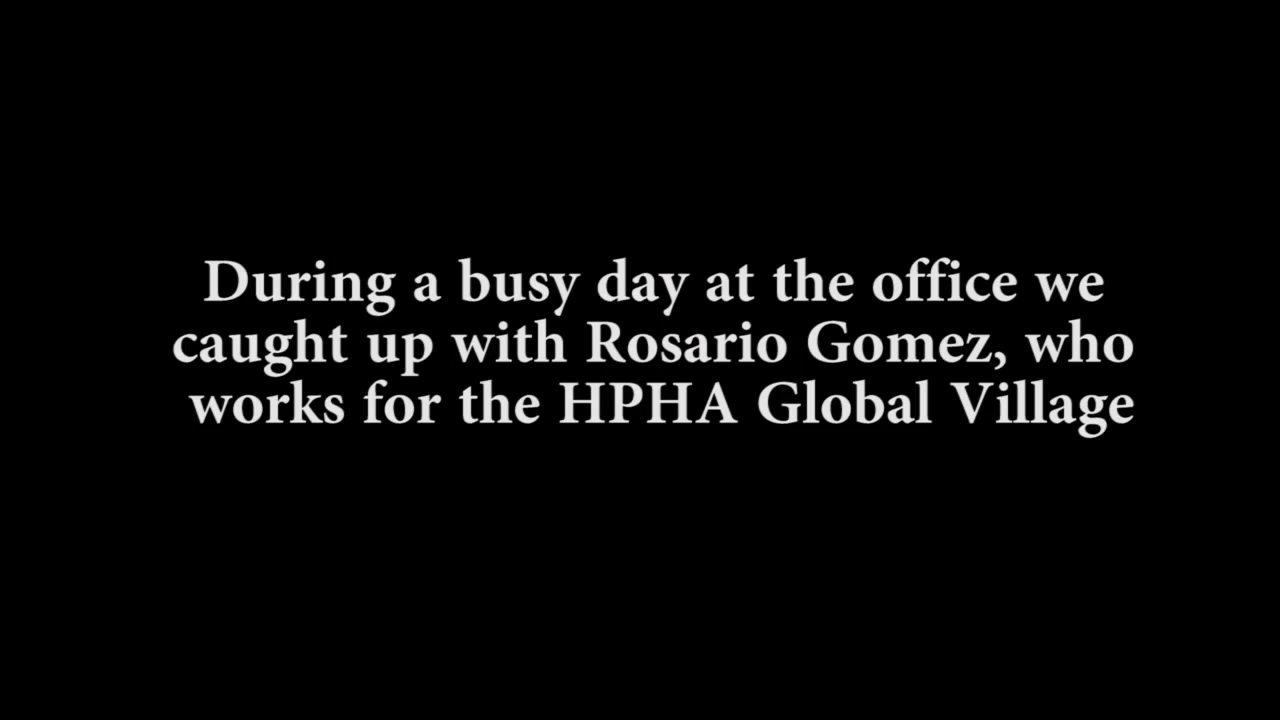 During a busy day at the office we
caught up with Rosario Gomez, who
works for the HPHA Global Village